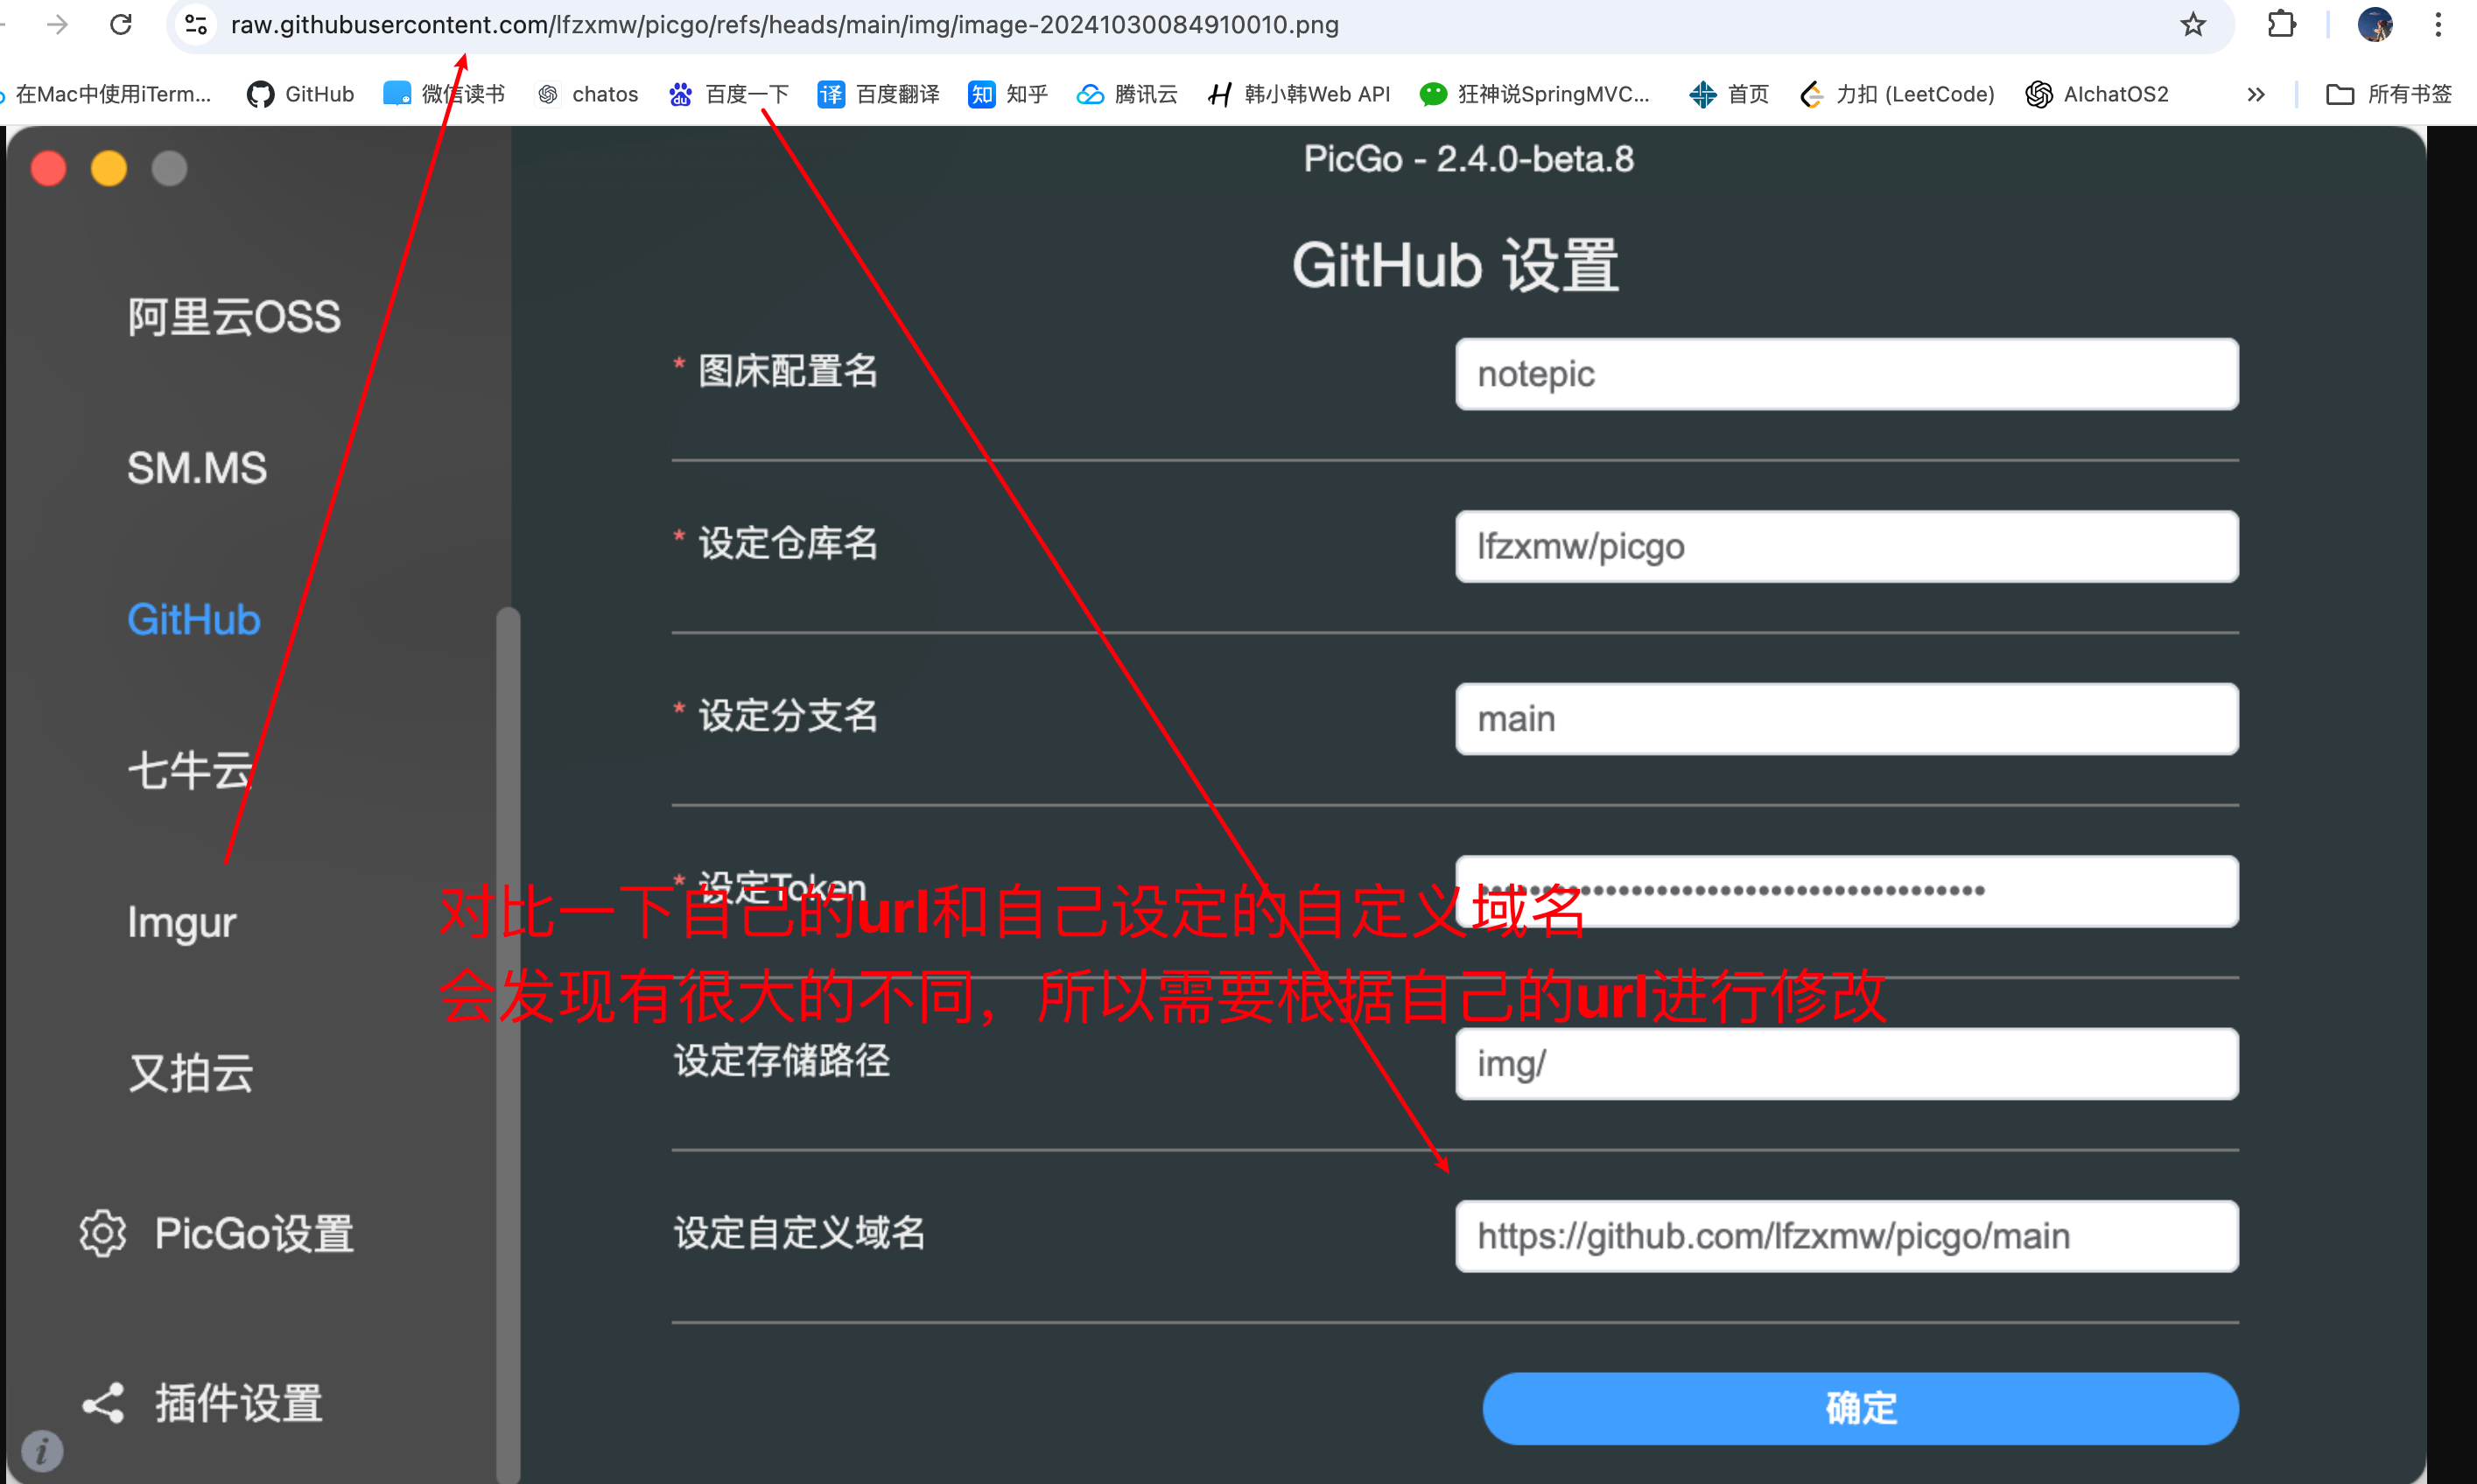 raw.githubusercontent.com/lfzxmw/picgo/refs/heads/main/img/image-20241030084910010.png
在Mac中使用iTerm... GitHub 微信读书 chatos 百度一下 译 百度翻译 知 知乎 腾讯云 韩小韩Web API 狂神说SpringMVC... 首页 力扣 (LeetCode) AIchatOS2 » 所有书签
PicGo - 2.4.0-beta.8
GitHub 设置
阿里云OSS
SM.MS
GitHub
七牛云
Imgur
又拍云
PicGo设置
插件设置
* 图床配置名 notepic
* 设定仓库名 lfzxmw/picgo
* 设定分支名 main
* 设定Token
对比一下自己的url和自己设定的自定义域名
会发现有很大的不同，所以需要根据自己的url进行修改
设定存储路径 img/
设定自定义域名 https://github.com/lfzxmw/picgo/main
确定